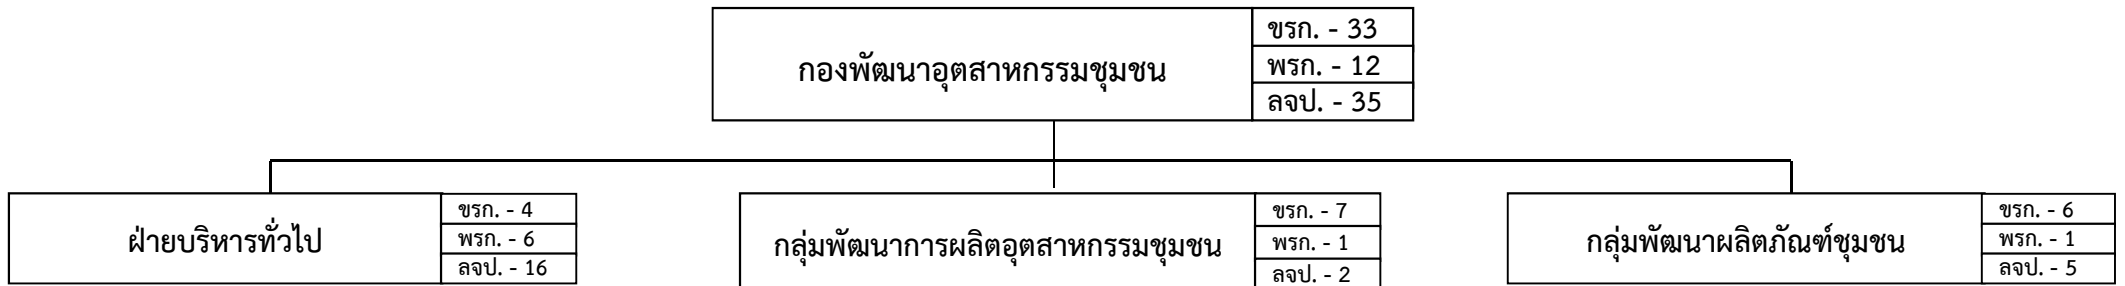 กองพัฒนาอุตสาหกรรมชุมชน
ขรก. - 33
พรก. - 12
ลจป. - 35
ฝ่ายบริหารทั่วไป
ขรก. - 4
พรก. - 6
ลจป. - 16
กลุ่มพัฒนาการผลิตอุตสาหกรรมชุมชน
ขรก. - 7
พรก. - 1
ลจป. - 2
กลุ่มพัฒนาผลิตภัณฑ์ชุมชน
ขรก. - 6
พรก. - 1
ลจป. - 5